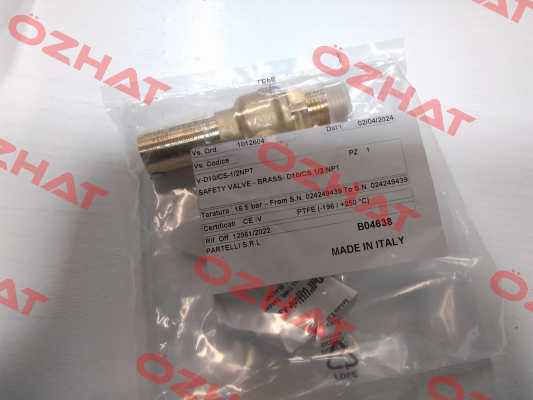 ÖZHAT
ÖZHAT
ÖZHAT
Vs. Ord. 1012604 Data 02/04/2024
Vs. Codice
V-D10/CS-1/2NPT PZ 1
SAFETY VALVE - BRASS- D10/CS 1/2 NPT
Taratura : 16.5 bar - From S.N. 024249439 To S.N. 024249439
Certificati CE :V PTFE (-196 / +250 °C)
Rif. Off. 12961/2022 B04638
PARTELLI S.R.L MADE IN ITALY
ÖZHAT
ÖZHAT
ÖZHAT
LDPE
ÖZHAT
ÖZHAT